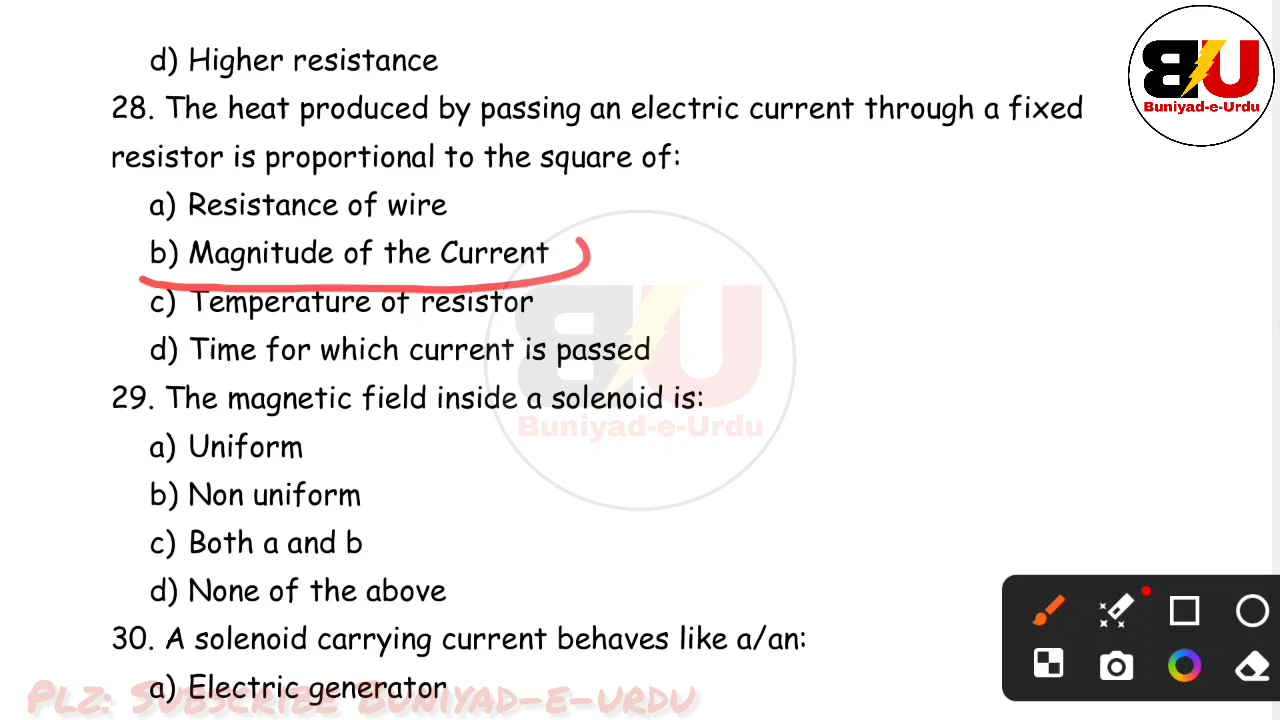 d) Higher resistance
28. The heat produced by passing an electric current through a fixed
resistor is proportional to the square of:
a) Resistance of wire
b) Magnitude of the Current
c) Temperature of resistor
d) Time for which current is passed
29. The magnetic field inside a solenoid is:
a) Uniform
b) Non uniform
c) Both a and b
d) None of the above
30. A solenoid carrying current behaves like a/an:
a) Electric generator
BU
Buniyad-e-Urdu
BU
Buniyad-e-Urdu
Plz: Subscribe Buniyad-e-urdu